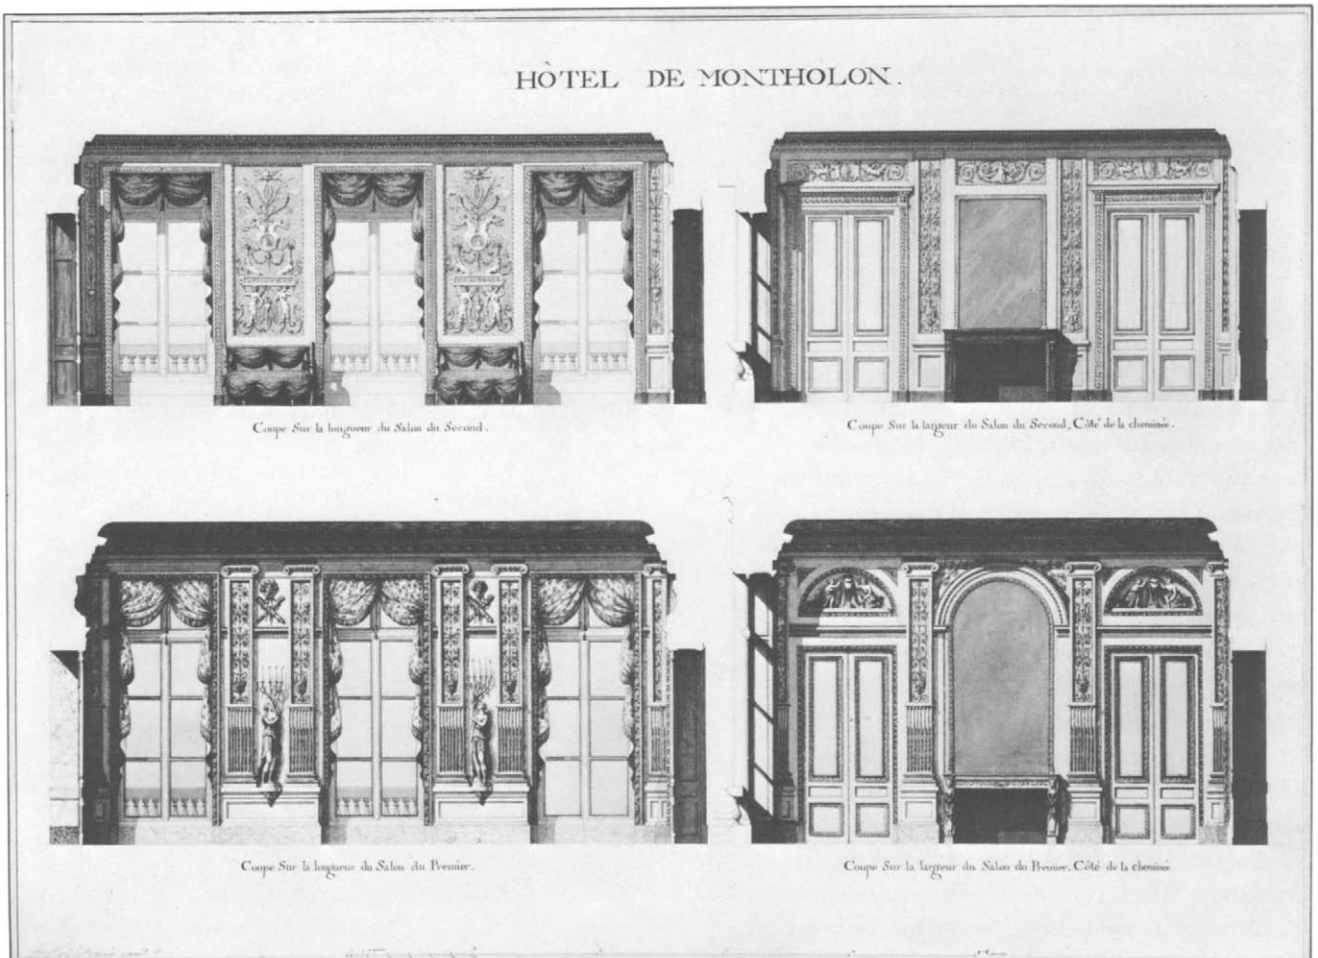 HÔTEL DE MONTHOLON.
Coupe Sur la longueur du Salon du Second.
Coupe Sur la largeur du Salon du Second, Côté de la cheminée.
Coupe Sur la longueur du Salon du Premier.
Coupe Sur la largeur du Salon du Premier, Côté de la cheminée.